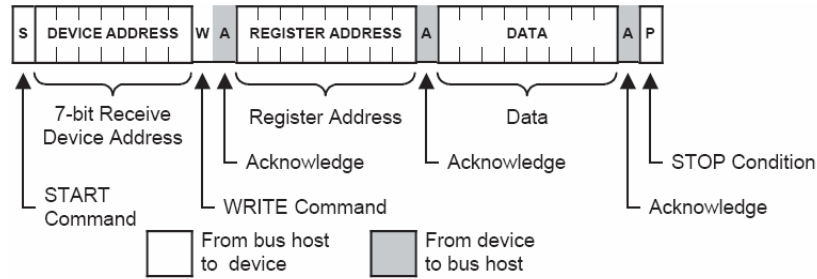 S DEVICE ADDRESS W A REGISTER ADDRESS A DATA A P
7-bit Receive
Device Address
Register Address
Data
Acknowledge
Acknowledge
STOP Condition
START
Command
WRITE Command
Acknowledge
From bus host
to device
From device
to bus host